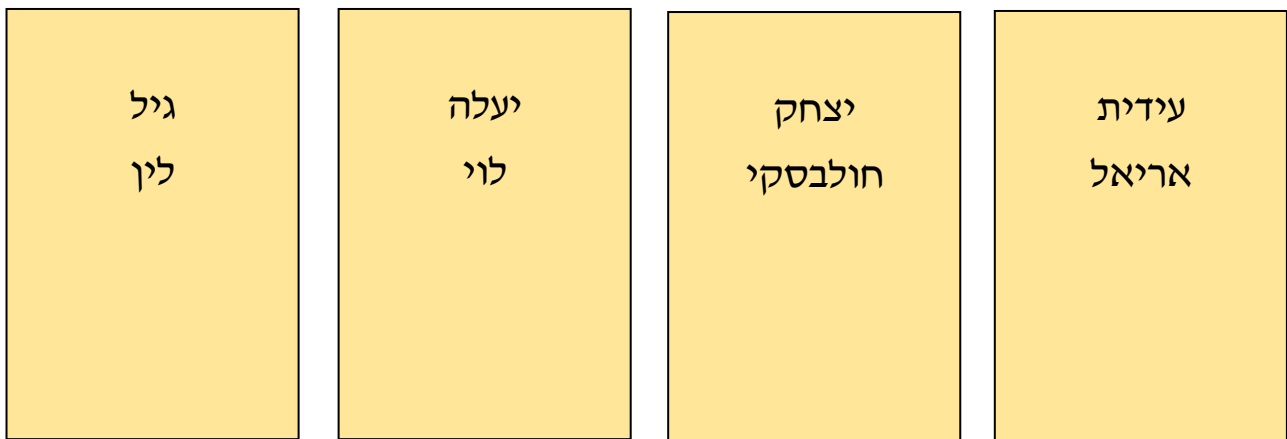 עידית
אריאל
יצחק
חולבסקי
יעלה
לוי
גיל
לין